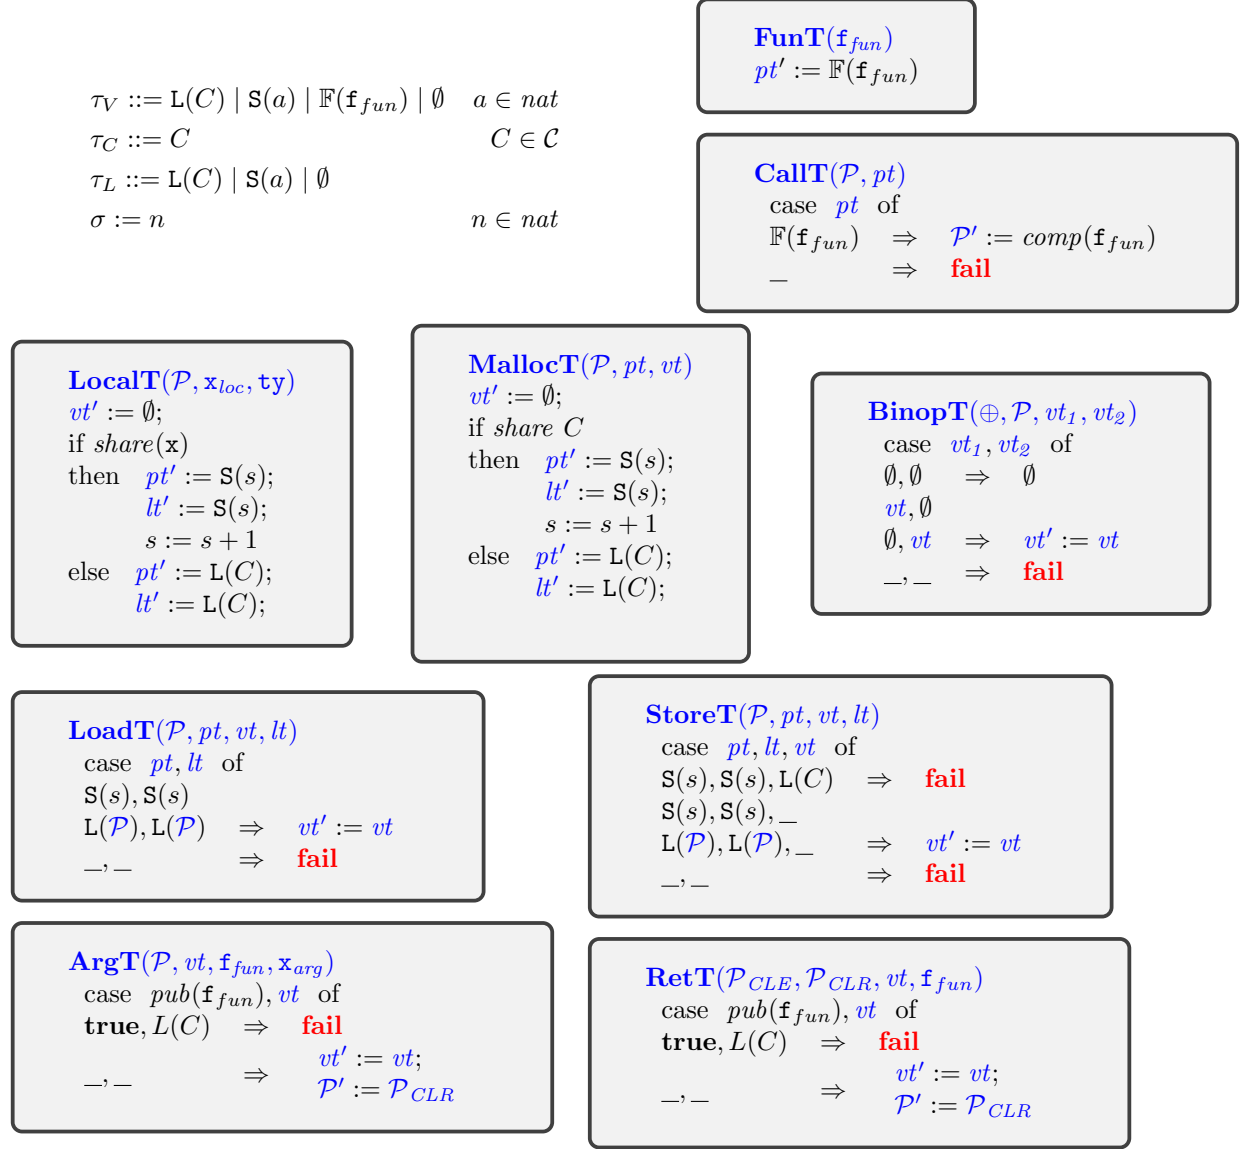 τ_V ::= L(C) | S(a) | 𝔽(f_fun) | ∅ a ∈ nat
τ_C ::= C C ∈ 𝒞
τ_L ::= L(C) | S(a) | ∅
σ := n n ∈ nat
FunT(f_fun)
pt′ := 𝔽(f_fun)
CallT(𝒫, pt)
case pt of
𝔽(f_fun) ⇒ 𝒫′ := comp(f_fun)
_ ⇒ fail
LocalT(𝒫, x_loc, ty)
vt′ := ∅;
if share(x)
then pt′ := S(s);
lt′ := S(s);
s := s + 1
else pt′ := L(C);
lt′ := L(C);
MallocT(𝒫, pt, vt)
vt′ := ∅;
if share C
then pt′ := S(s);
lt′ := S(s);
s := s + 1
else pt′ := L(C);
lt′ := L(C);
BinopT(⊕, 𝒫, vt_1, vt_2)
case vt_1, vt_2 of
∅, ∅ ⇒ ∅
vt, ∅
∅, vt ⇒ vt′ := vt
_, _ ⇒ fail
LoadT(𝒫, pt, vt, lt)
case pt, lt of
S(s), S(s)
L(𝒫), L(𝒫) ⇒ vt′ := vt
_, _ ⇒ fail
StoreT(𝒫, pt, vt, lt)
case pt, lt, vt of
S(s), S(s), L(C) ⇒ fail
S(s), S(s), _
L(𝒫), L(𝒫), _ ⇒ vt′ := vt
_, _ ⇒ fail
ArgT(𝒫, vt, f_fun, x_arg)
case pub(f_fun), vt of
true, L(C) ⇒ fail
_, _ ⇒ vt′ := vt;
𝒫′ := 𝒫_CLR
RetT(𝒫_CLE, 𝒫_CLR, vt, f_fun)
case pub(f_fun), vt of
true, L(C) ⇒ fail
_, _ ⇒ vt′ := vt;
𝒫′ := 𝒫_CLR